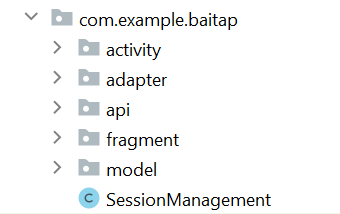 com.example.baitap
activity
adapter
api
fragment
model
C SessionManagement